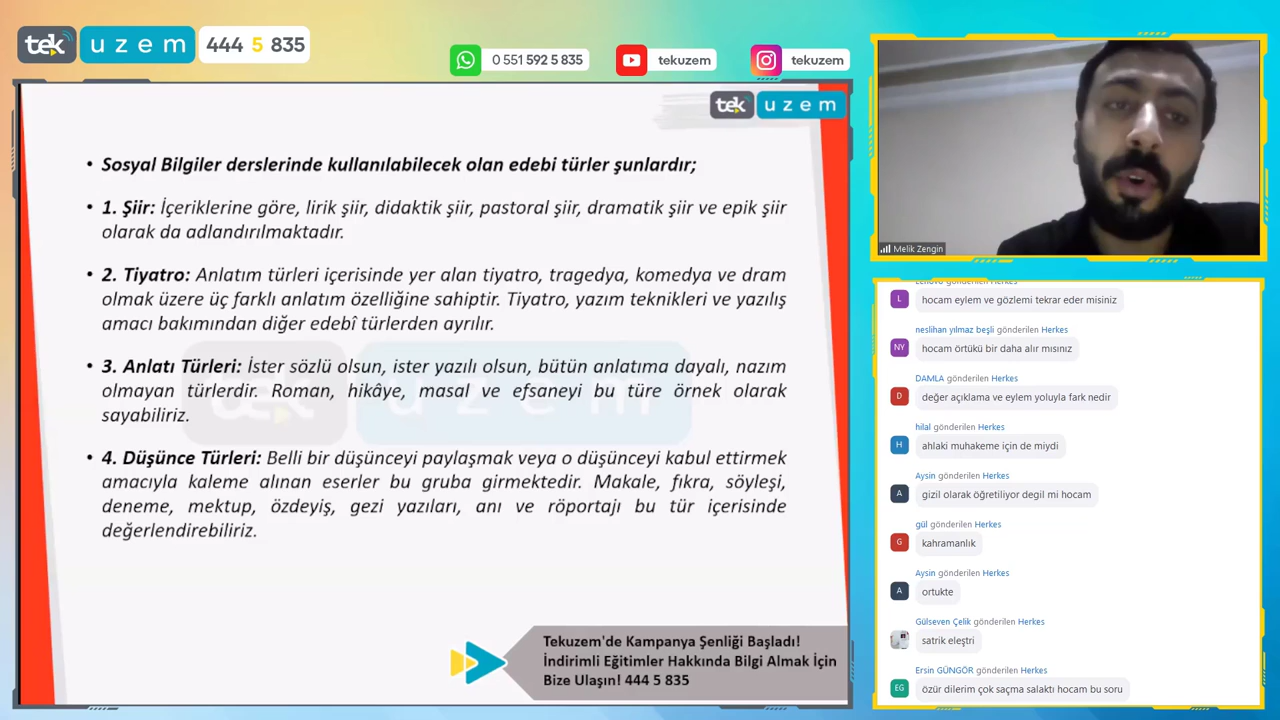 tek uzem 444 5 835
0 551 592 5 835
tekuzem
tekuzem
tek uzem
• Sosyal Bilgiler derslerinde kullanılabilecek olan edebi türler şunlardır;
• 1. Şiir: İçeriklerine göre, lirik şiir, didaktik şiir, pastoral şiir, dramatik şiir ve epik şiir
olarak da adlandırılmaktadır.
• 2. Tiyatro: Anlatım türleri içerisinde yer alan tiyatro, tragedya, komedya ve dram
olmak üzere üç farklı anlatım özelliğine sahiptir. Tiyatro, yazım teknikleri ve yazılış
amacı bakımından diğer edebî türlerden ayrılır.
• 3. Anlatı Türleri: İster sözlü olsun, ister yazılı olsun, bütün anlatıma dayalı, nazım
olmayan türlerdir. Roman, hikâye, masal ve efsaneyi bu türe örnek olarak
sayabiliriz.
• 4. Düşünce Türleri: Belli bir düşünceyi paylaşmak veya o düşünceyi kabul ettirmek
amacıyla kaleme alınan eserler bu gruba girmektedir. Makale, fıkra, söyleşi,
deneme, mektup, özdeyiş, gezi yazıları, anı ve röportajı bu tür içerisinde
değerlendirebiliriz.
tek uzem
Tekuzem'de Kampanya Şenliği Başladı!
İndirimli Eğitimler Hakkında Bilgi Almak İçin
Bize Ulaşın! 444 5 835
Melik Zengin
Lenovo gönderilen Herkes
L
hocam eylem ve gözlemi tekrar eder misiniz
neslihan yılmaz beşli gönderilen Herkes
NY
hocam örtükü bir daha alır mısınız
DAMLA gönderilen Herkes
D
değer açıklama ve eylem yoluyla fark nedir
hilal gönderilen Herkes
H
ahlaki muhakeme için de miydi
Aysin gönderilen Herkes
A
gizil olarak öğretiliyor degil mi hocam
gül gönderilen Herkes
G
kahramanlık
Aysin gönderilen Herkes
A
ortukte
Gülseven Çelik gönderilen Herkes
satrik eleştri
Ersin GÜNGÖR gönderilen Herkes
EG
özür dilerim çok saçma salaktı hocam bu soru